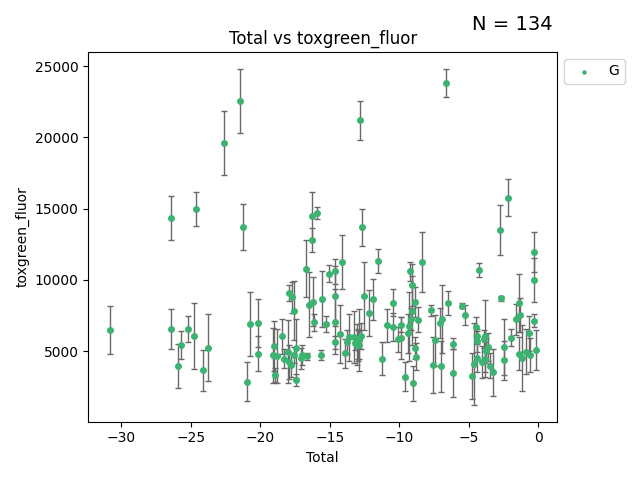 N = 134
Total vs toxgreen_fluor
G
25000
20000
15000
10000
5000
toxgreen_fluor
−30 −25 −20 −15 −10 −5 0
Total